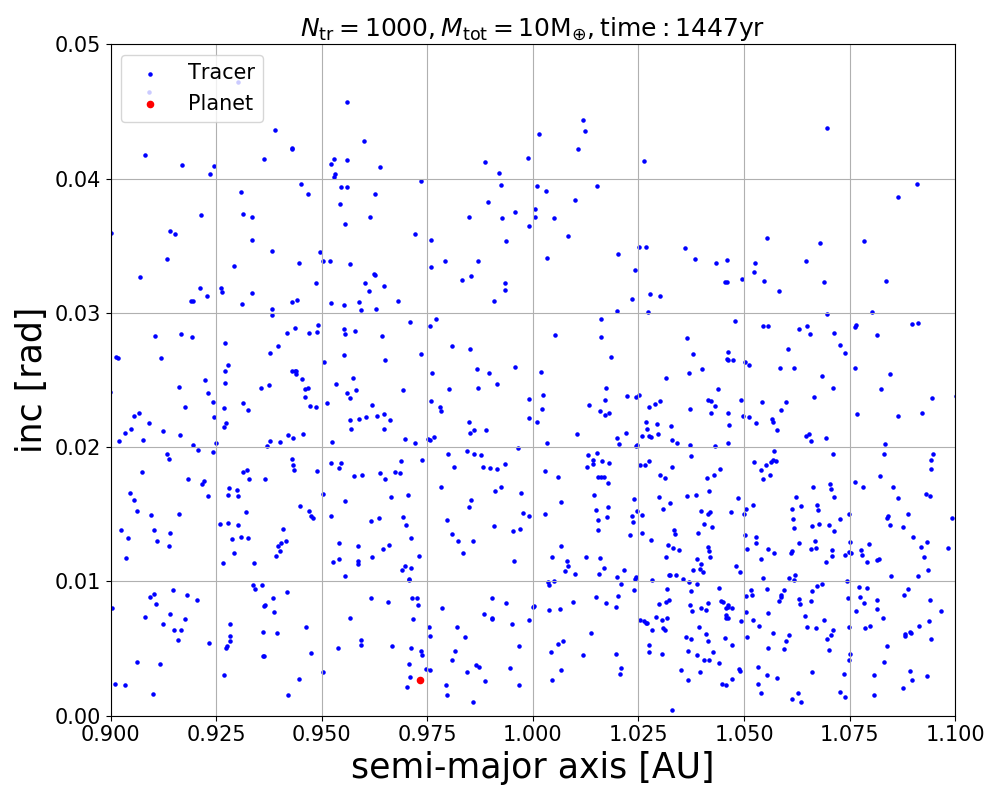 N_tr = 1000, M_tot = 10M_⊕, time : 1447yr
Tracer
Planet
inc [rad]
0.05
0.04
0.03
0.02
0.01
0.00
0.900 0.925 0.950 0.975 1.000 1.025 1.050 1.075 1.100
semi-major axis [AU]